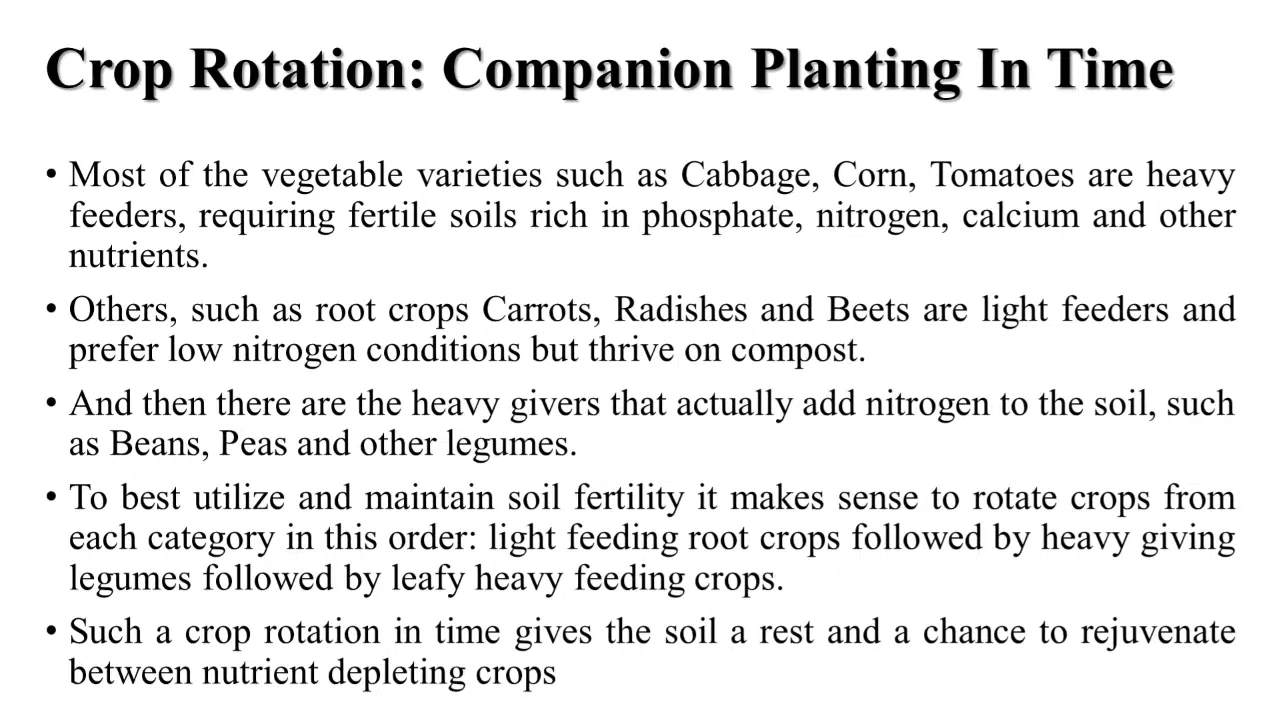 Crop Rotation: Companion Planting In Time
• Most of the vegetable varieties such as Cabbage, Corn, Tomatoes are heavy
feeders, requiring fertile soils rich in phosphate, nitrogen, calcium and other
nutrients.
• Others, such as root crops Carrots, Radishes and Beets are light feeders and
prefer low nitrogen conditions but thrive on compost.
• And then there are the heavy givers that actually add nitrogen to the soil, such
as Beans, Peas and other legumes.
• To best utilize and maintain soil fertility it makes sense to rotate crops from
each category in this order: light feeding root crops followed by heavy giving
legumes followed by leafy heavy feeding crops.
• Such a crop rotation in time gives the soil a rest and a chance to rejuvenate
between nutrient depleting crops